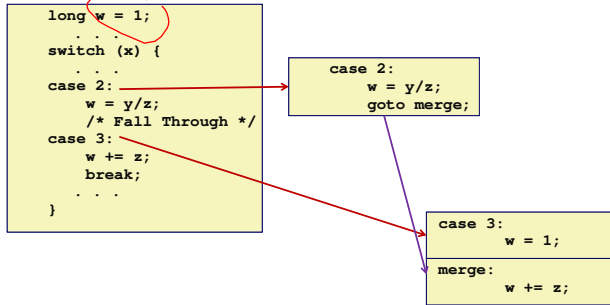 long w = 1;
. . .
switch (x) {
. . .
case 2:
w = y/z;
/* Fall Through */
case 3:
w += z;
break;
. . .
}
case 2:
w = y/z;
goto merge;
case 3:
w = 1;
merge:
w += z;